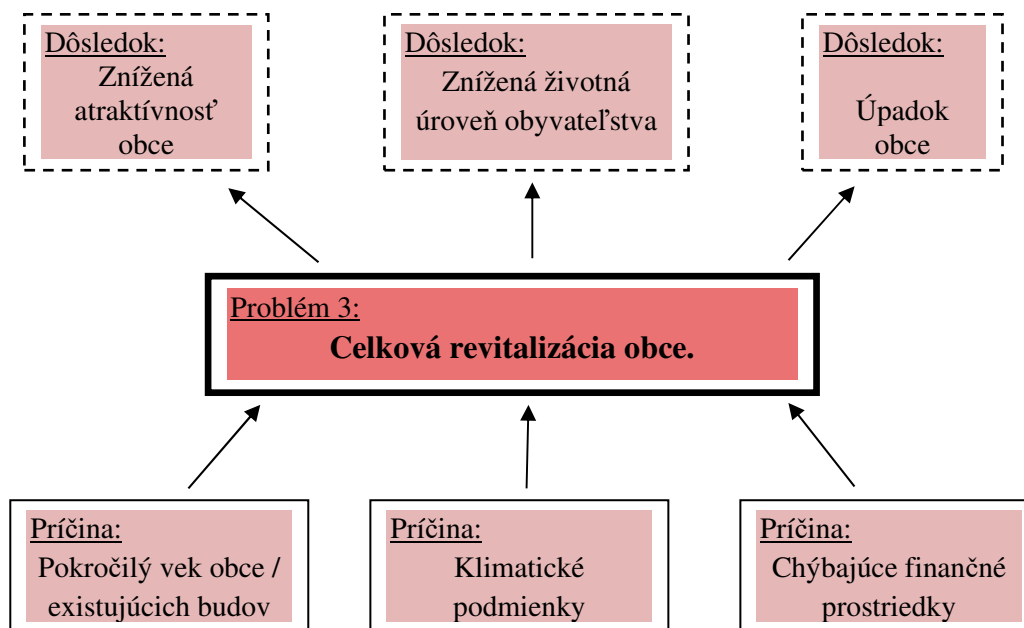 Dôsledok:
Znížená
atraktívnosť
obce
Dôsledok:
Znížená životná
úroveň obyvateľstva
Dôsledok:
Úpadok
obce
Problém 3:
Celková revitalizácia obce.
Príčina:
Pokročilý vek obce /
existujúcich budov
Príčina:
Klimatické
podmienky
Príčina:
Chýbajúce finančné
prostriedky